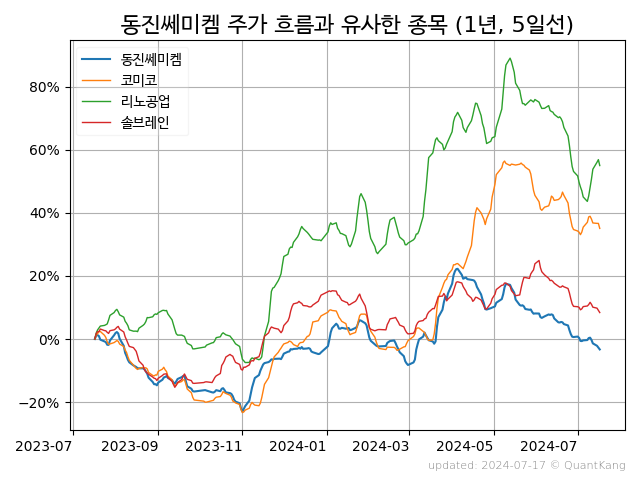 동진쎄미켐 주가 흐름과 유사한 종목 (1년, 5일선)
동진쎄미켐
코미코
리노공업
솔브레인
80%
60%
40%
20%
0%
−20%
2023-07 2023-09 2023-11 2024-01 2024-03 2024-05 2024-07
updated: 2024-07-17 © QuantKang